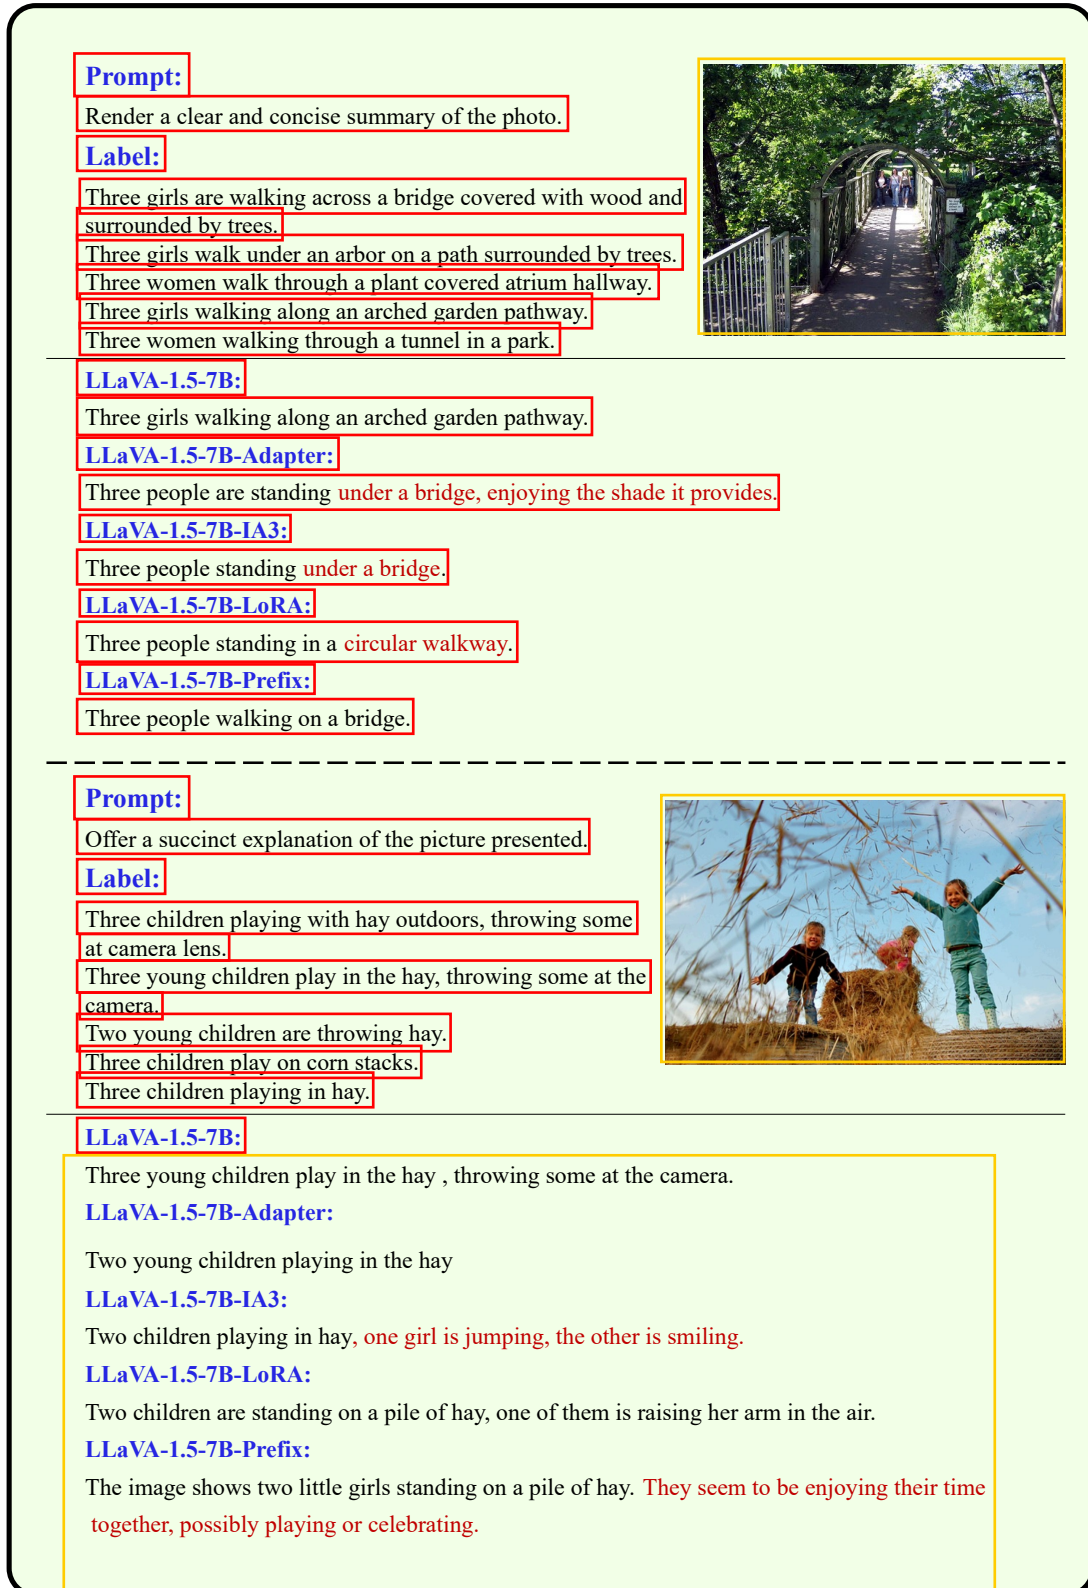 Prompt:
Render a clear and concise summary of the photo.
Label:
Three girls are walking across a bridge covered with wood and
surrounded by trees.
Three girls walk under an arbor on a path surrounded by trees.
Three women walk through a plant covered atrium hallway.
Three girls walking along an arched garden pathway.
Three women walking through a tunnel in a park.
LLaVA-1.5-7B:
Three girls walking along an arched garden pathway.
LLaVA-1.5-7B-Adapter:
Three people are standing under a bridge, enjoying the shade it provides.
LLaVA-1.5-7B-IA3:
Three people standing under a bridge.
LLaVA-1.5-7B-LoRA:
Three people standing in a circular walkway.
LLaVA-1.5-7B-Prefix:
Three people walking on a bridge.
Prompt:
Offer a succinct explanation of the picture presented.
Label:
Three children playing with hay outdoors, throwing some
at camera lens.
Three young children play in the hay, throwing some at the
camera.
Two young children are throwing hay.
Three children play on corn stacks.
Three children playing in hay.
LLaVA-1.5-7B:
Three young children play in the hay , throwing some at the camera.
LLaVA-1.5-7B-Adapter:
Two young children playing in the hay
LLaVA-1.5-7B-IA3:
Two children playing in hay, one girl is jumping, the other is smiling.
LLaVA-1.5-7B-LoRA:
Two children are standing on a pile of hay, one of them is raising her arm in the air.
LLaVA-1.5-7B-Prefix:
The image shows two little girls standing on a pile of hay. They seem to be enjoying their time
together, possibly playing or celebrating.